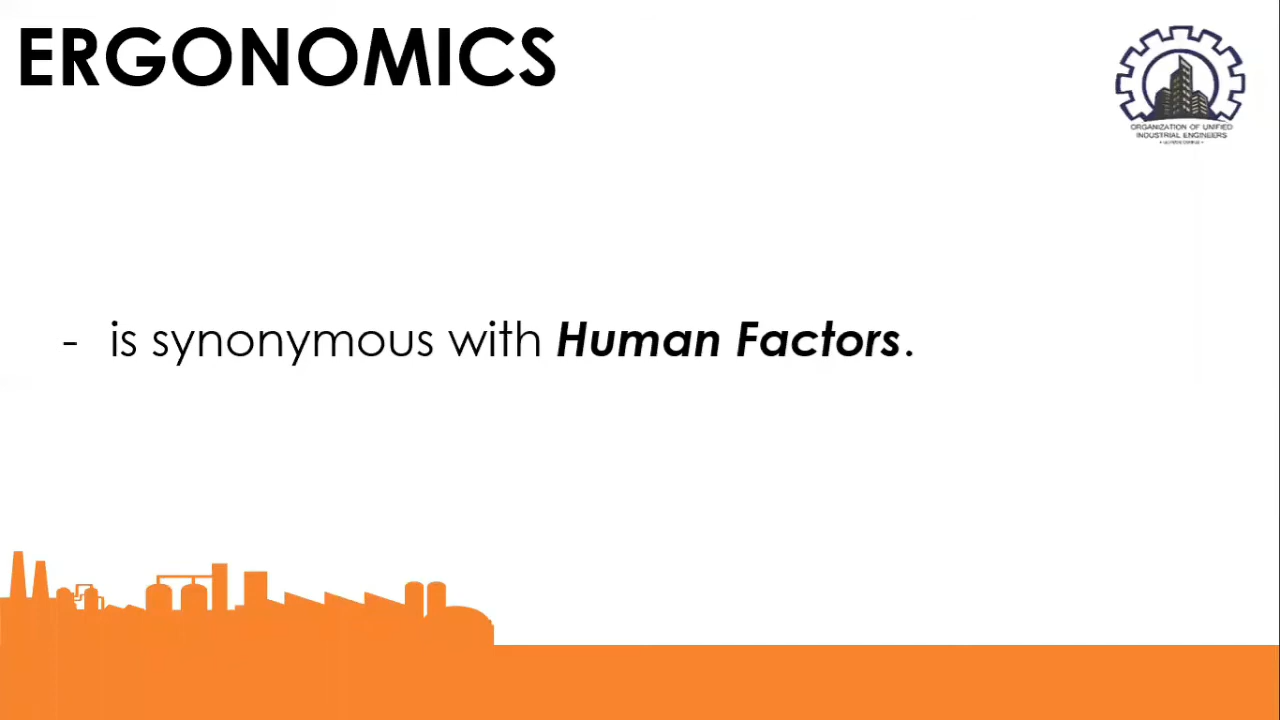 ERGONOMICS
ORGANIZATION OF UNIFIED
INDUSTRIAL ENGINEERS
- is synonymous with Human Factors.